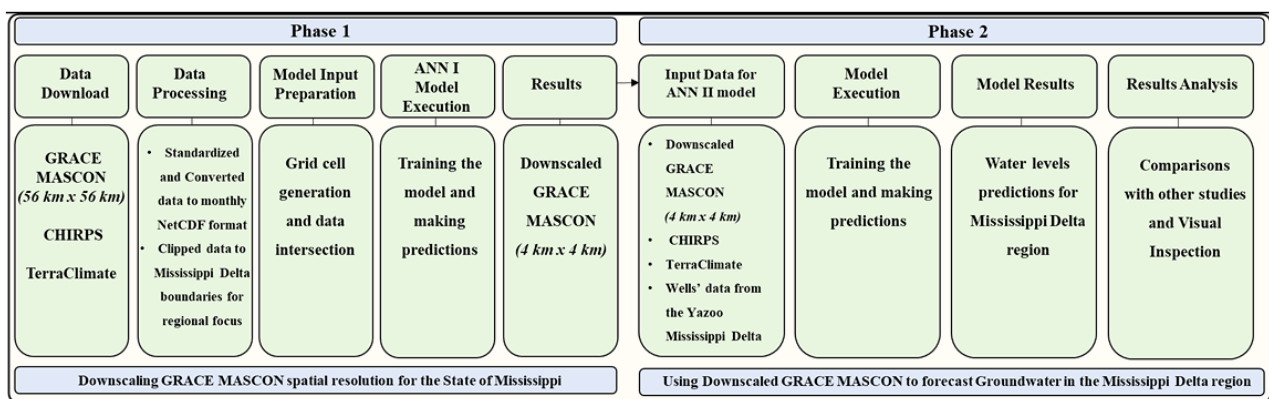 Phase 1
Data
Download
GRACE
MASCON
(56 km x 56 km)
CHIRPS
TerraClimate
Data
Processing
• Standardized
and Converted
data to monthly
NetCDF format
• Clipped data to
Mississippi Delta
boundaries for
regional focus
Model Input
Preparation
Grid cell
generation
and data
intersection
ANN I
Model
Execution
Training the
model and
making
predictions
Results
Downscaled
GRACE
MASCON
(4 km x 4 km)
Downscaling GRACE MASCON spatial resolution for the State of Mississippi
Phase 2
Input Data for
ANN II model
• Downscaled
GRACE
MASCON
(4 km x 4 km)
• CHIRPS
• TerraClimate
• Wells' data from
the Yazoo
Mississippi Delta
Model
Execution
Training the
model and making
predictions
Model Results
Water levels
predictions for
Mississippi Delta
region
Results Analysis
Comparisons
with other studies
and Visual
Inspection
Using Downscaled GRACE MASCON to forecast Groundwater in the Mississippi Delta region